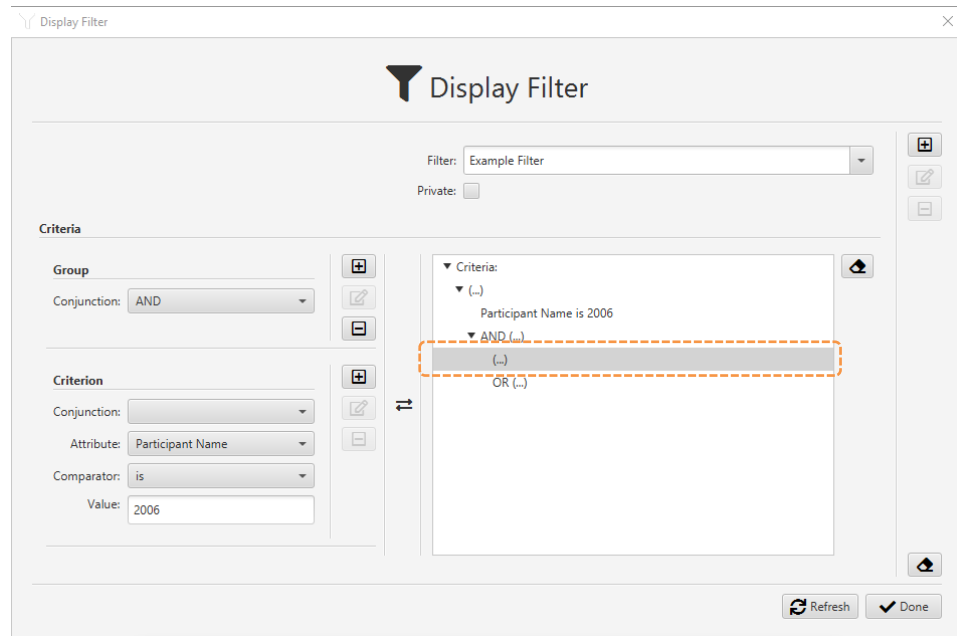 Display Filter
Display Filter
Filter: Example Filter
Private:
Criteria
Group
Conjunction: AND
Criterion
Conjunction:
Attribute: Participant Name
Comparator: is
Value: 2006
Criteria:
(...)
Participant Name is 2006
AND (...)
(...)
OR (...)
Refresh
Done